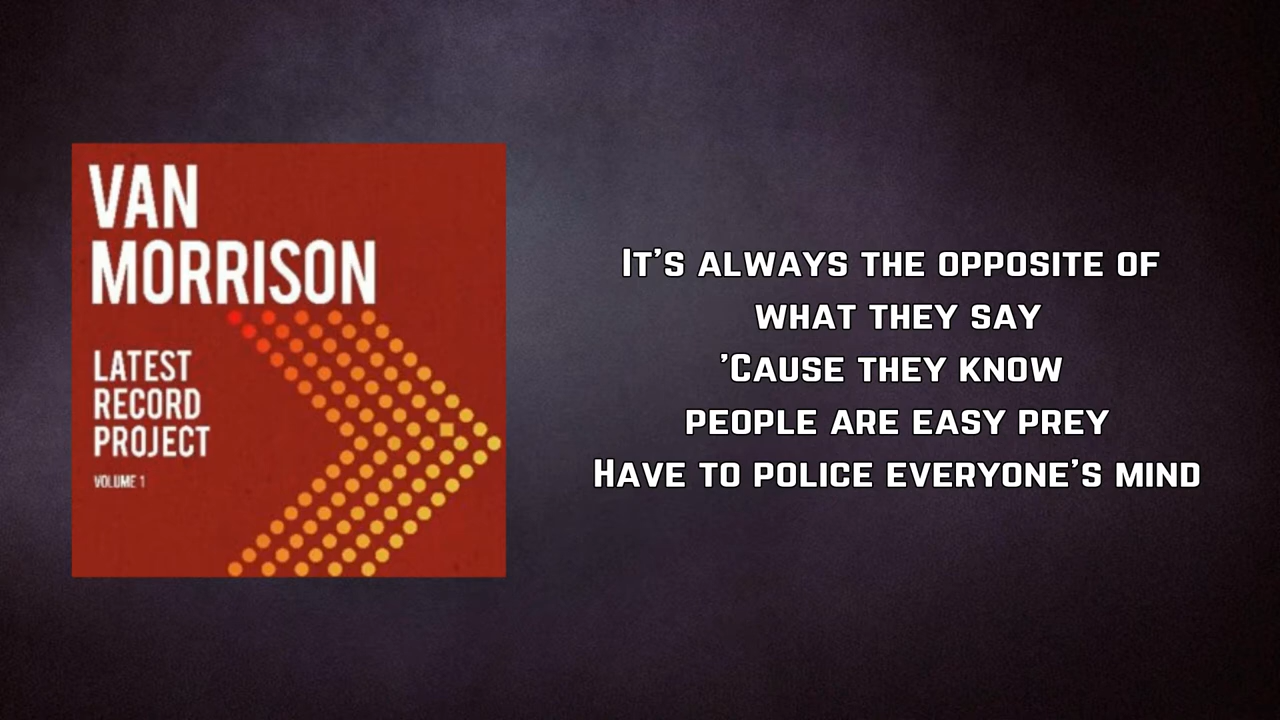 VAN
MORRISON
LATEST
RECORD
PROJECT
VOLUME 1
It's always the opposite of
what they say
'Cause they know
people are easy prey
Have to police everyone's mind